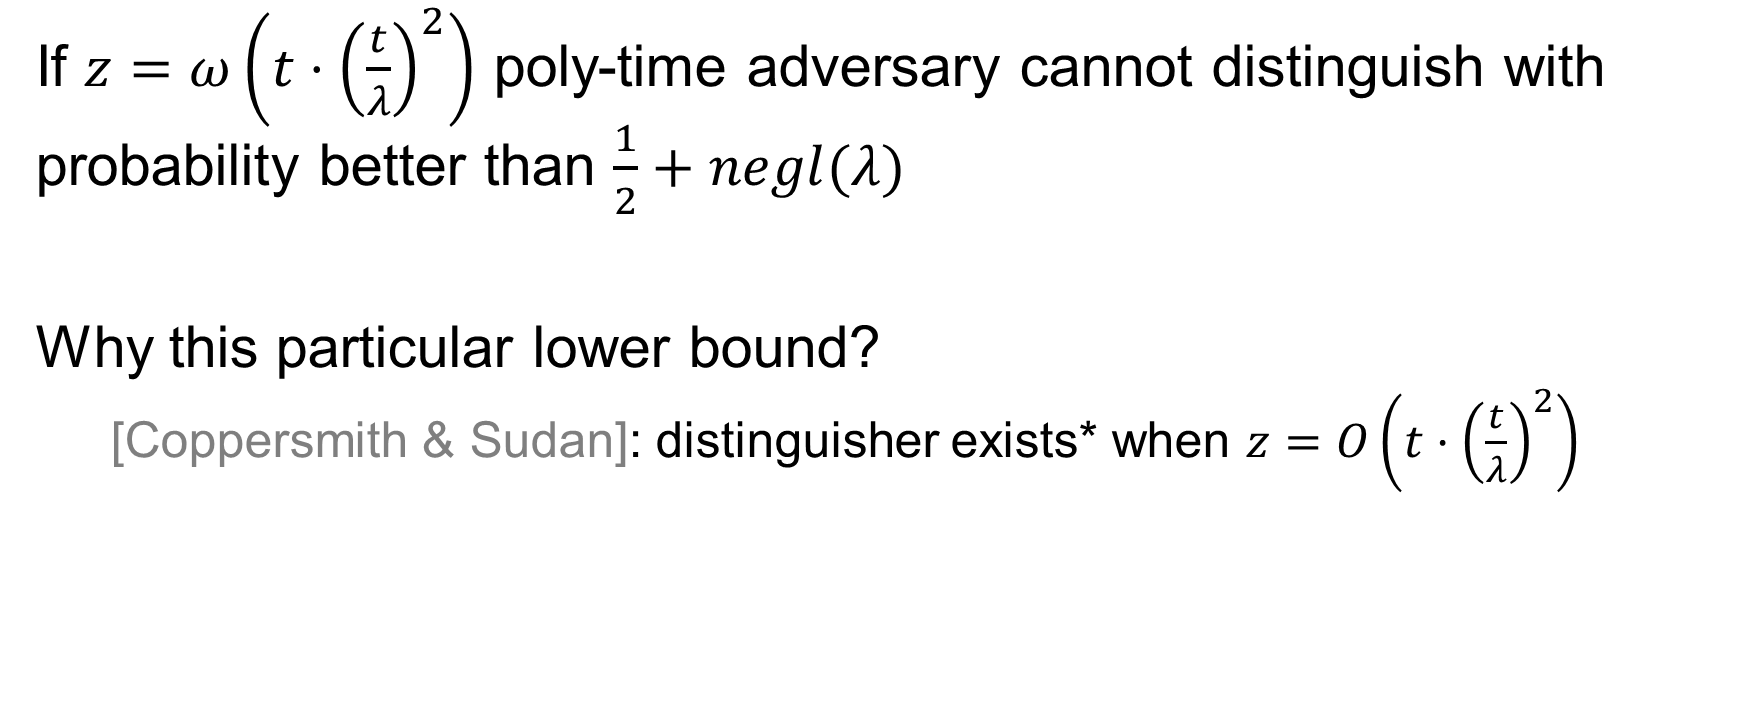 If z = ω(t · (t/λ)²) poly-time adversary cannot distinguish with
probability better than 1/2 + negl(λ)
Why this particular lower bound?
[Coppersmith & Sudan]: distinguisher exists* when z = O(t · (t/λ)²)